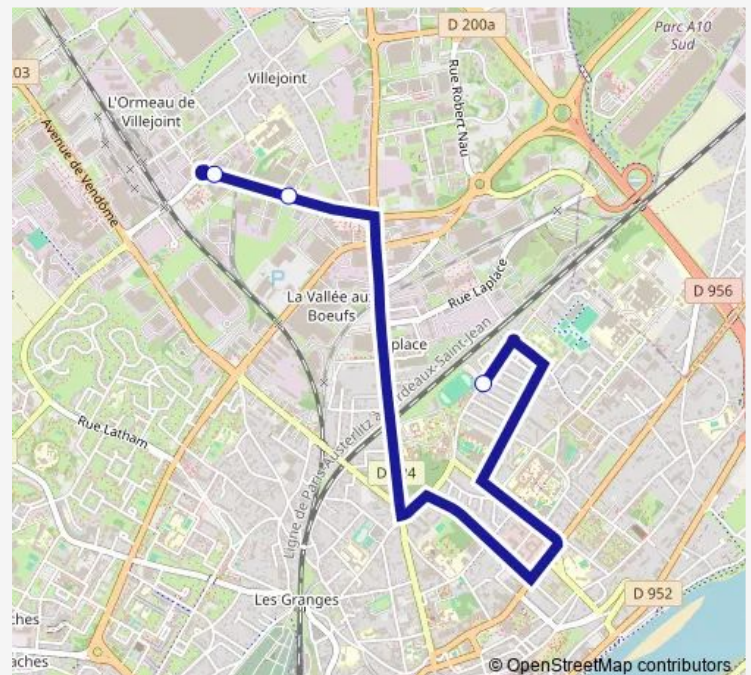 D 200a
Parc A10
Sud
03
Villejoint
L'Ormeau de
Villejoint
Rue Robert Nau
Avenue de Vendôme
P
La Vallée au
Boeufs
Rue Laplace
D 956
place
Ligne de Paris-Austerlitz à Bordeaux-Saint-Jean
Rue Latham
D
4
Les Granges
D 952
ches
aches
© OpenStreetMap contributors